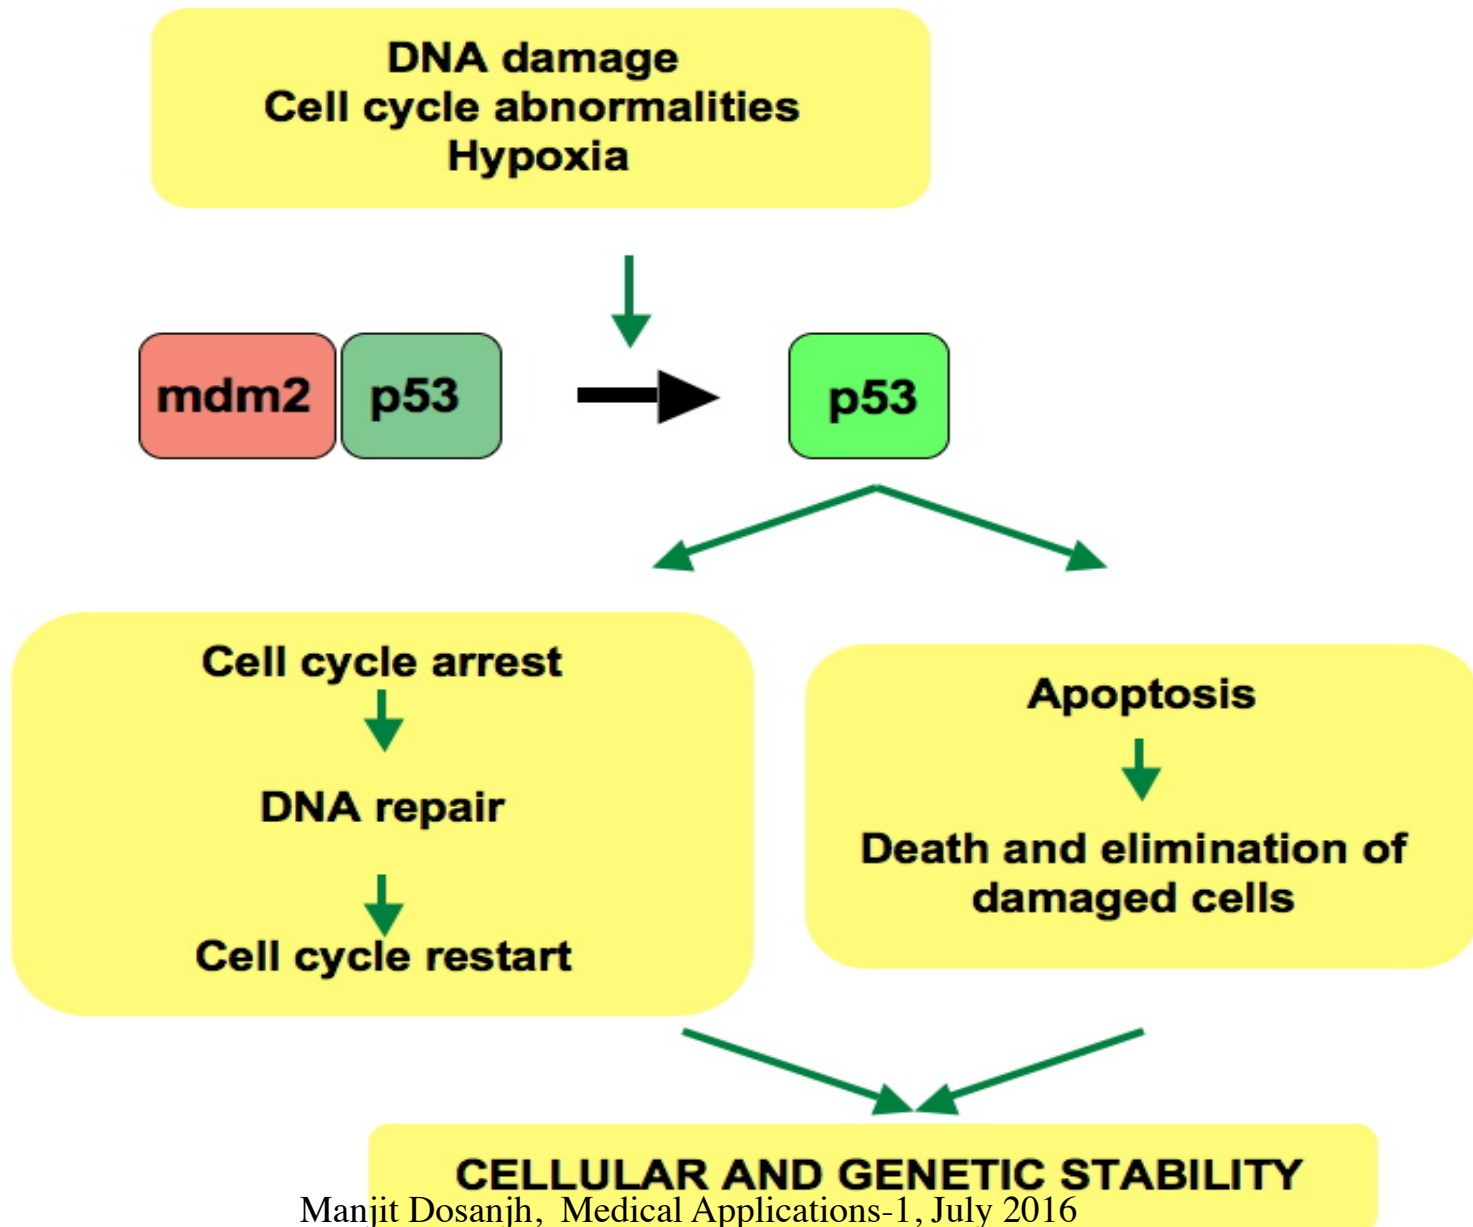 DNA damage
Cell cycle abnormalities
Hypoxia
mdm2
p53
p53
Cell cycle arrest
DNA repair
Cell cycle restart
Apoptosis
Death and elimination of
damaged cells
CELLULAR AND GENETIC STABILITY
Manjit Dosanjh, Medical Applications-1, July 2016